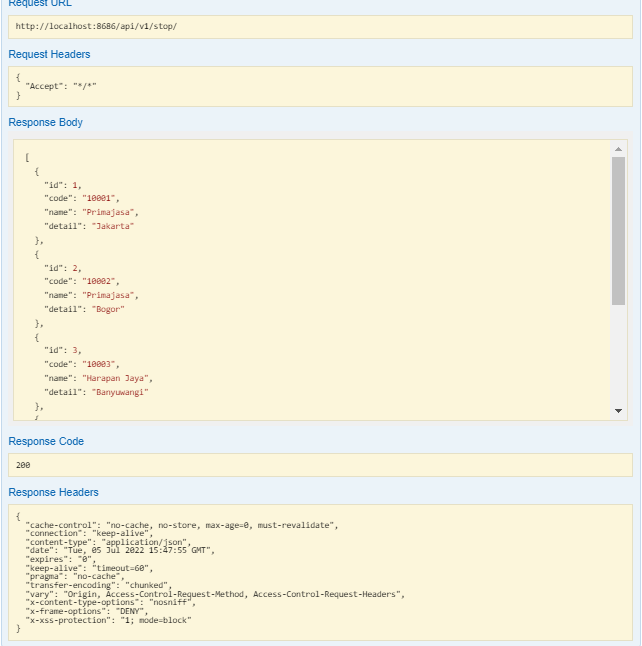 Request URL
http://localhost:8686/api/v1/stop/
Request Headers
{
  "Accept": "*/*"
}
Response Body
[
  {
    "id": 1,
    "code": "10001",
    "name": "Primajasa",
    "detail": "Jakarta"
  },
  {
    "id": 2,
    "code": "10002",
    "name": "Primajasa",
    "detail": "Bogor"
  },
  {
    "id": 3,
    "code": "10003",
    "name": "Harapan Jaya",
    "detail": "Banyuwangi"
  },
  {
Response Code
200
Response Headers
{
  "cache-control": "no-cache, no-store, max-age=0, must-revalidate",
  "connection": "keep-alive",
  "content-type": "application/json",
  "date": "Tue, 05 Jul 2022 15:47:55 GMT",
  "expires": "0",
  "keep-alive": "timeout=60",
  "pragma": "no-cache",
  "transfer-encoding": "chunked",
  "vary": "Origin, Access-Control-Request-Method, Access-Control-Request-Headers",
  "x-content-type-options": "nosniff",
  "x-frame-options": "DENY",
  "x-xss-protection": "1; mode=block"
}